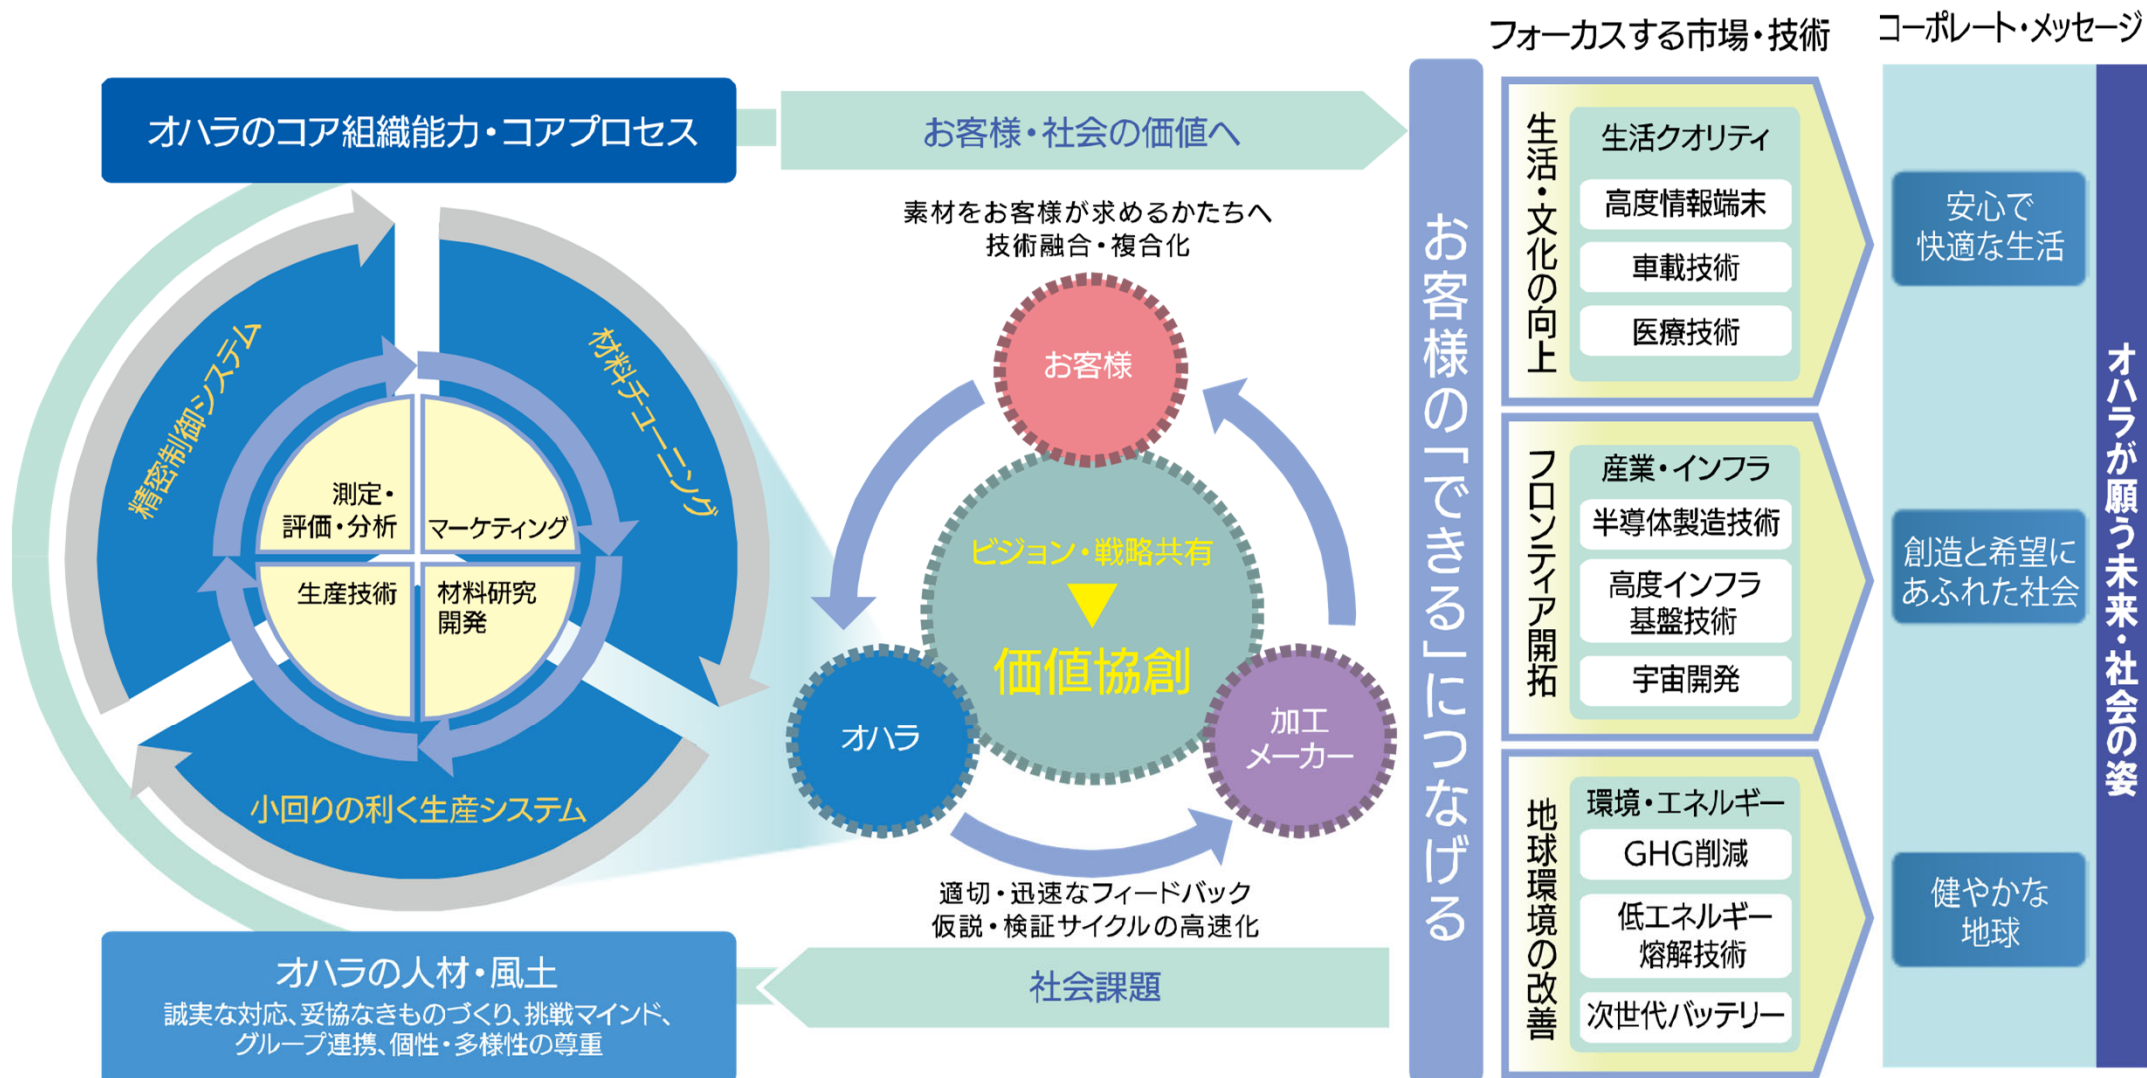 オハラのコア組織能力・コアプロセス
精密制御システム
材料チューニング
小回りの利く生産システム
測定・
評価・分析
マーケティング
生産技術
材料研究
開発
オハラの人材・風土
誠実な対応、妥協なきものづくり、挑戦マインド、
グループ連携、個性・多様性の尊重
お客様・社会の価値へ
素材をお客様が求めるかたちへ
技術融合・複合化
お客様
ビジョン・戦略共有
価値協創
オハラ
加工
メーカー
適切・迅速なフィードバック
仮説・検証サイクルの高速化
社会課題
お客様の「できる」につなげる
フォーカスする市場・技術
生活・文化の向上
生活クオリティ
高度情報端末
車載技術
医療技術
フロンティア開拓
産業・インフラ
半導体製造技術
高度インフラ
基盤技術
宇宙開発
地球環境の改善
環境・エネルギー
GHG削減
低エネルギー
熔解技術
次世代バッテリー
コーポレート・メッセージ
安心で
快適な生活
創造と希望に
あふれた社会
健やかな
地球
オハラが願う未来・社会の姿